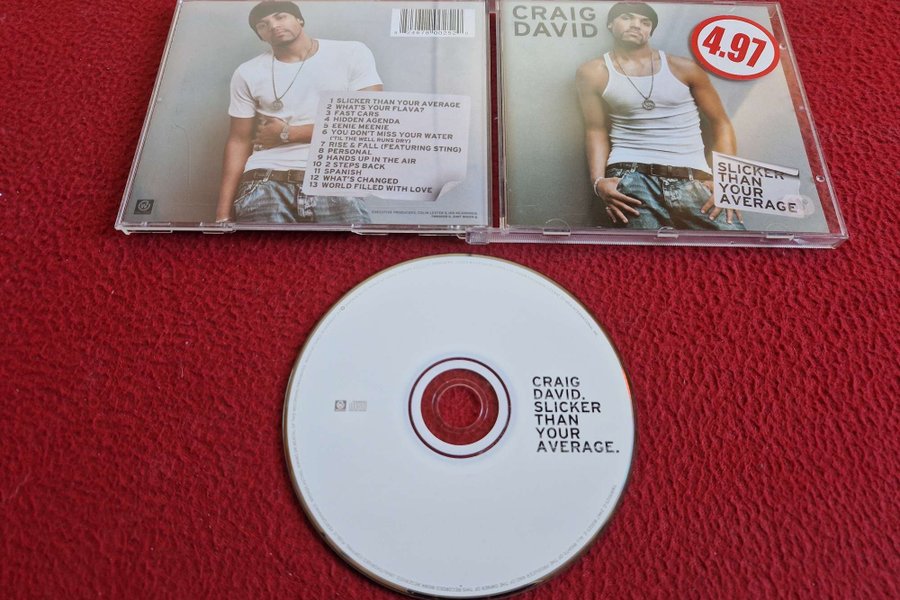 1 SLICKER THAN YOUR AVERAGE
2 WHAT'S YOUR FLAVA?
3 FAST CARS
4 HIDDEN AGENDA
5 EENIE MEENIE
6 YOU DON'T MISS YOUR WATER
('TIL THE WELL RUNS DRY)
7 RISE & FALL (FEATURING STING)
8 PERSONAL
9 HANDS UP IN THE AIR
10 2 STEPS BACK
11 SPANISH
12 WHAT'S CHANGED
13 WORLD FILLED WITH LOVE
CRAIG
DAVID
4.97
SLICKER
THAN
YOUR
AVERAGE
CRAIG
DAVID.
SLICKER
THAN
YOUR
AVERAGE.